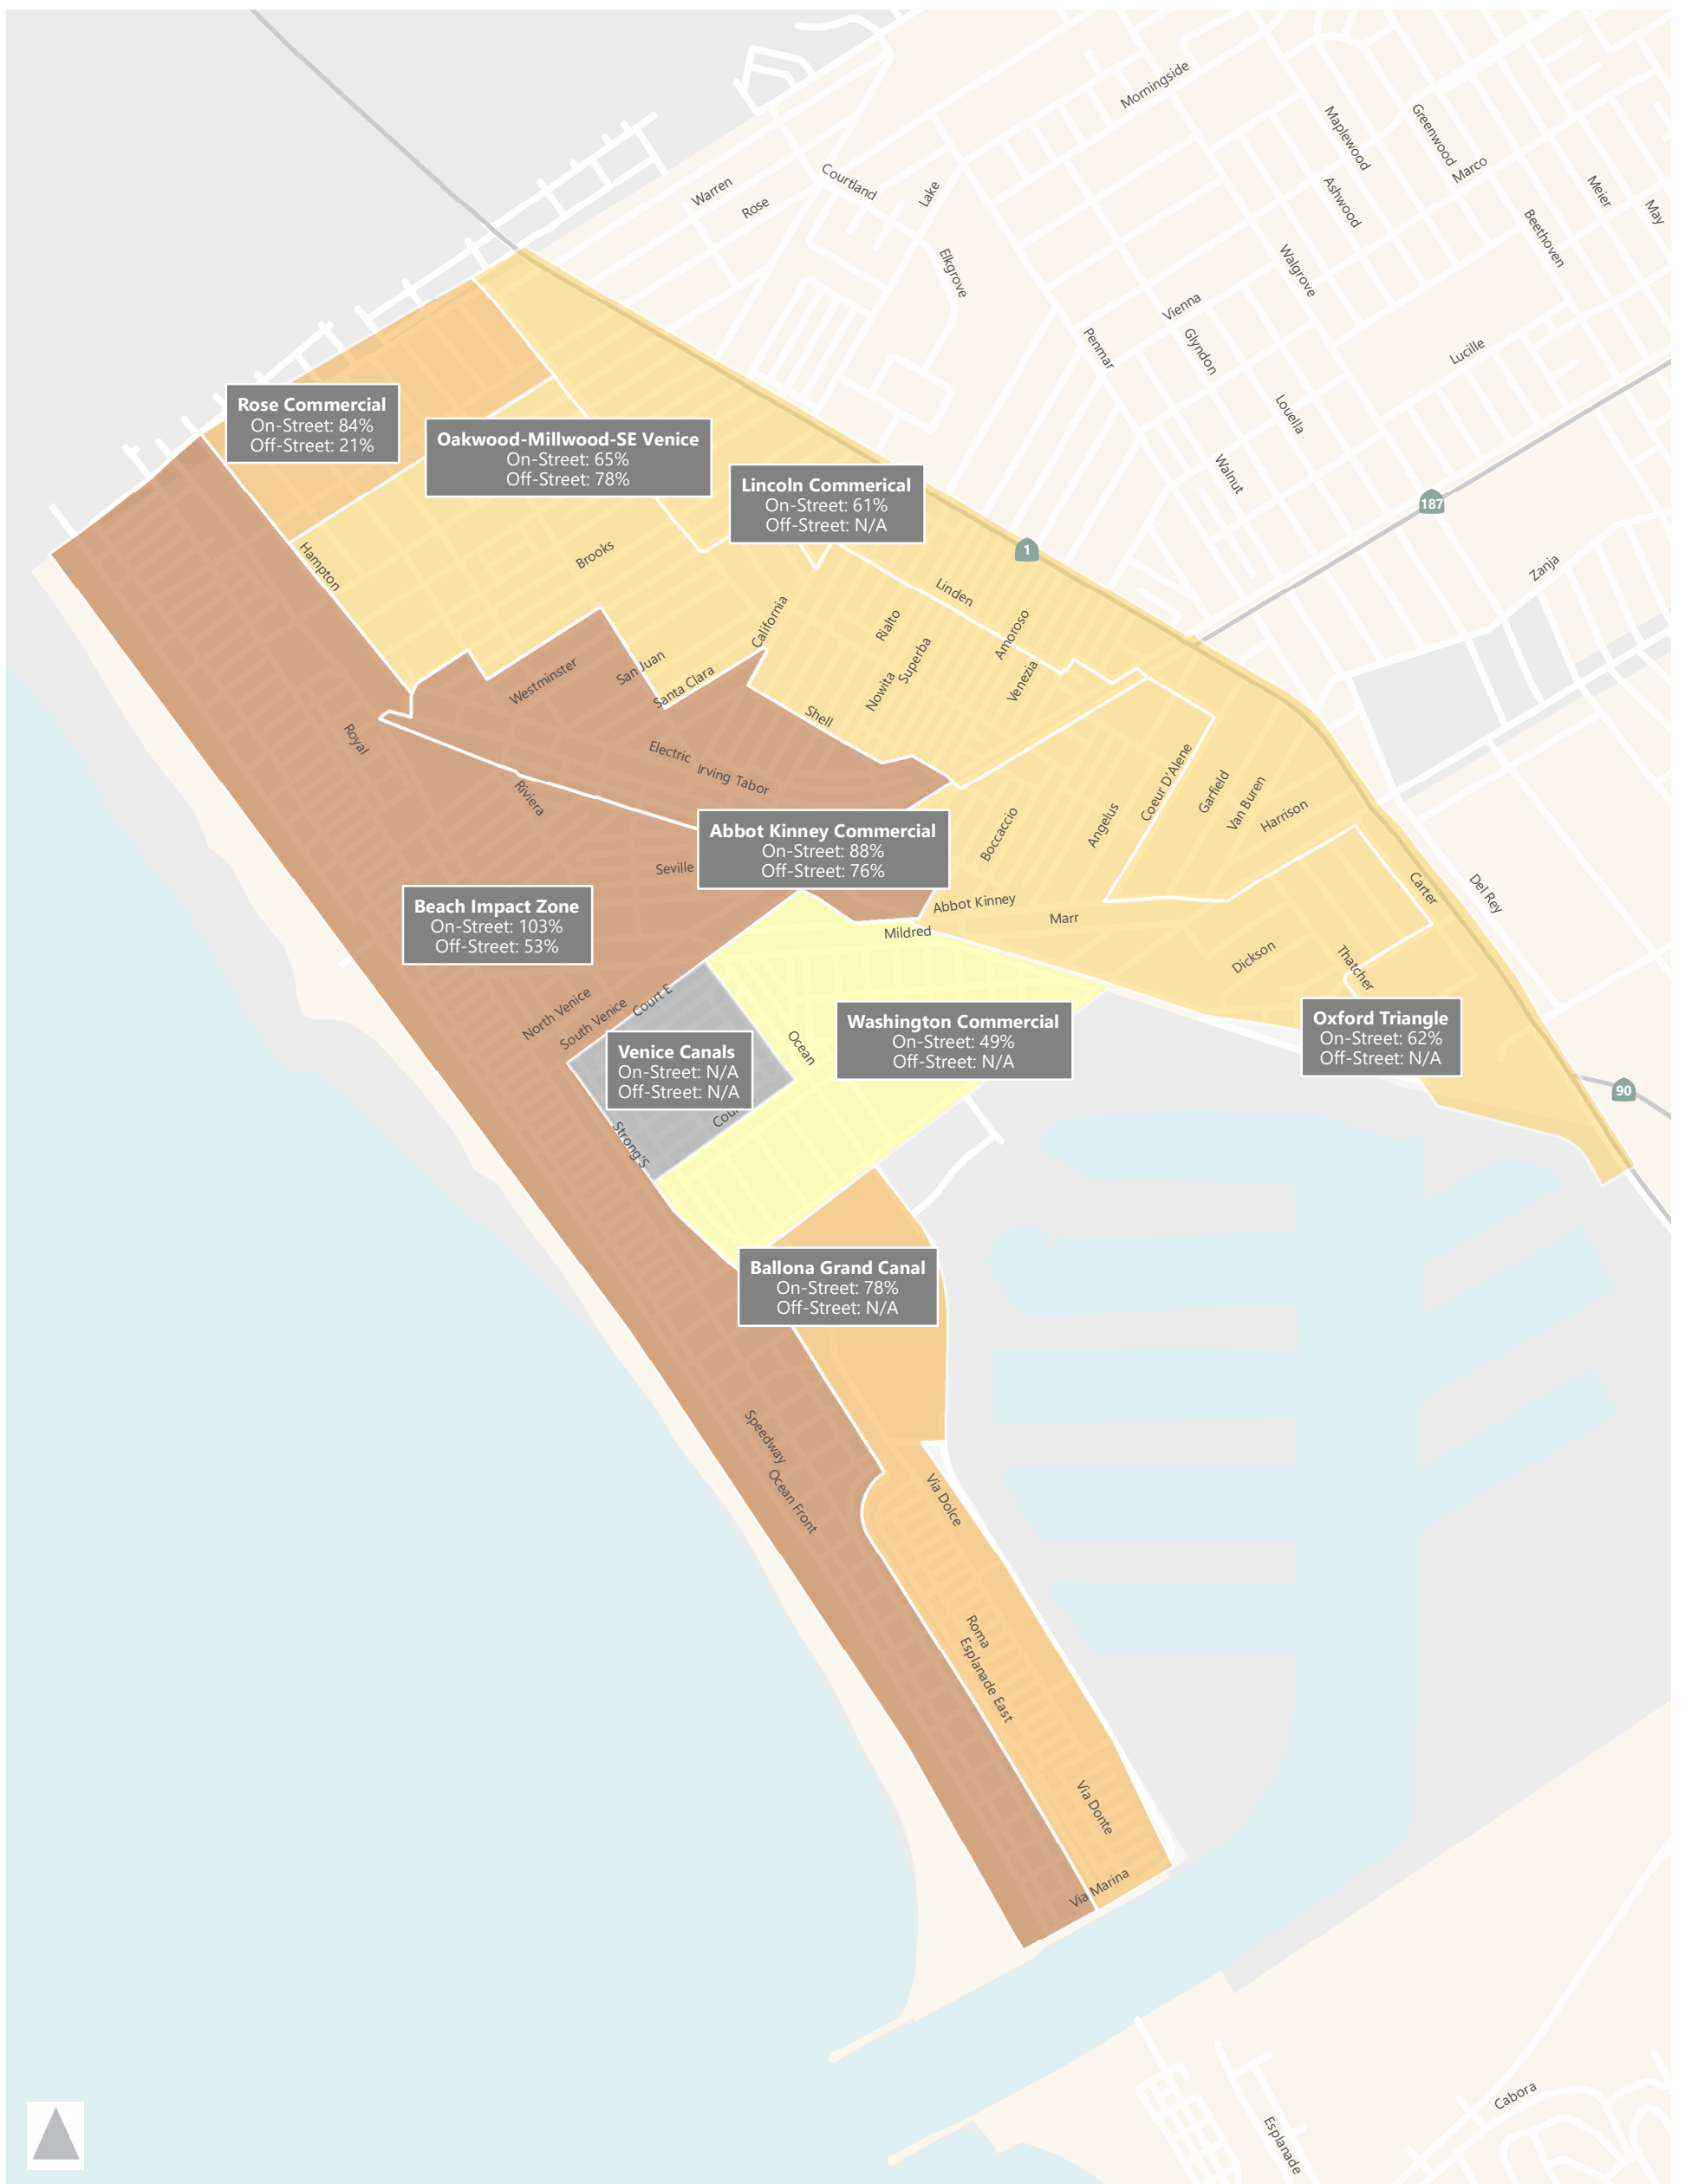 Morningside
Maplewood
Greenwood
Marco
Ashwood
Meier
May
Beethoven
Courtland
Lake
Warren
Rose
Elkgrove
Walgrove
Vienna
Penmar
Glyndon
Lucille
Louella
Walnut
187
Zanja
Rose Commercial
On-Street: 84%
Off-Street: 21%
Oakwood-Millwood-SE Venice
On-Street: 65%
Off-Street: 78%
Lincoln Commerical
On-Street: 61%
Off-Street: N/A
1
Hampton
Brooks
Linden
California
Rialto
Amoroso
Superba
Nowita
Venezia
Westminster
San Juan
Santa Clara
Shell
Royal
Electric
Irving Tabor
Riviera
Coeur D'Alene
Garfield
Van Buren
Harrison
Angelus
Boccaccio
Abbot Kinney Commercial
On-Street: 88%
Off-Street: 76%
Seville
Carter
Del Rey
Abbot Kinney
Marr
Mildred
Beach Impact Zone
On-Street: 103%
Off-Street: 53%
Dickson
Thatcher
North Venice
South Venice
Court E
Ocean
Washington Commercial
On-Street: 49%
Off-Street: N/A
Oxford Triangle
On-Street: 62%
Off-Street: N/A
Venice Canals
On-Street: N/A
Off-Street: N/A
90
Strong'S
Ballona Grand Canal
On-Street: 78%
Off-Street: N/A
Speedway
Ocean Front
Via Dolce
Roma
Esplanade East
Via Donte
Via Marina
Cabora
Esplanade